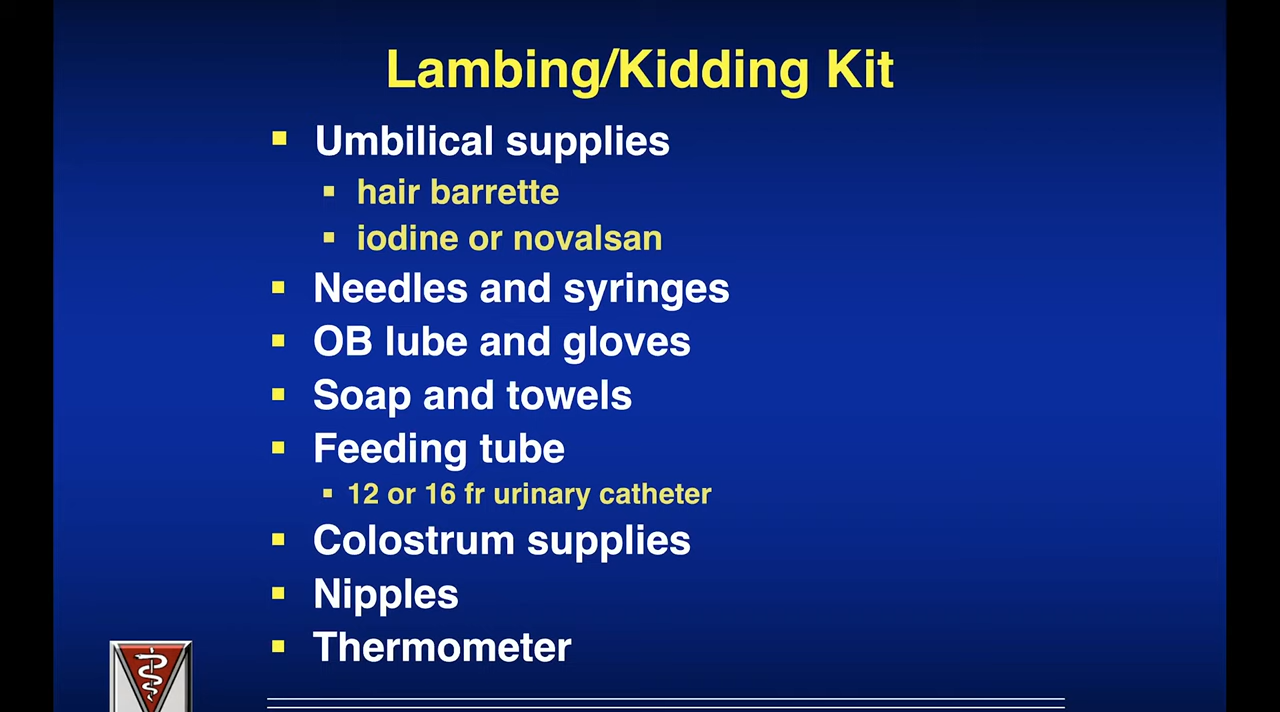 Lambing/Kidding Kit
Umbilical supplies
hair barrette
iodine or novalsan
Needles and syringes
OB lube and gloves
Soap and towels
Feeding tube
12 or 16 fr urinary catheter
Colostrum supplies
Nipples
Thermometer